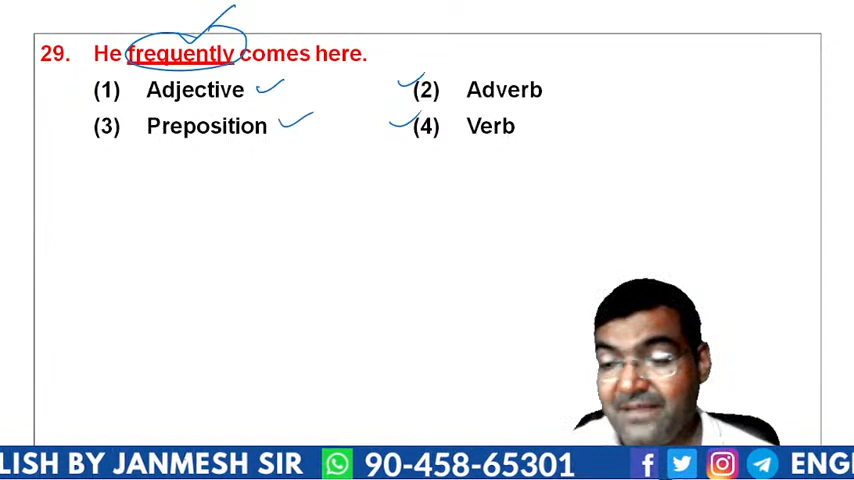 29. He frequently comes here.
(1) Adjective (2) Adverb
(3) Preposition (4) Verb
LISH BY JANMESH SIR 90-458-65301 ENG